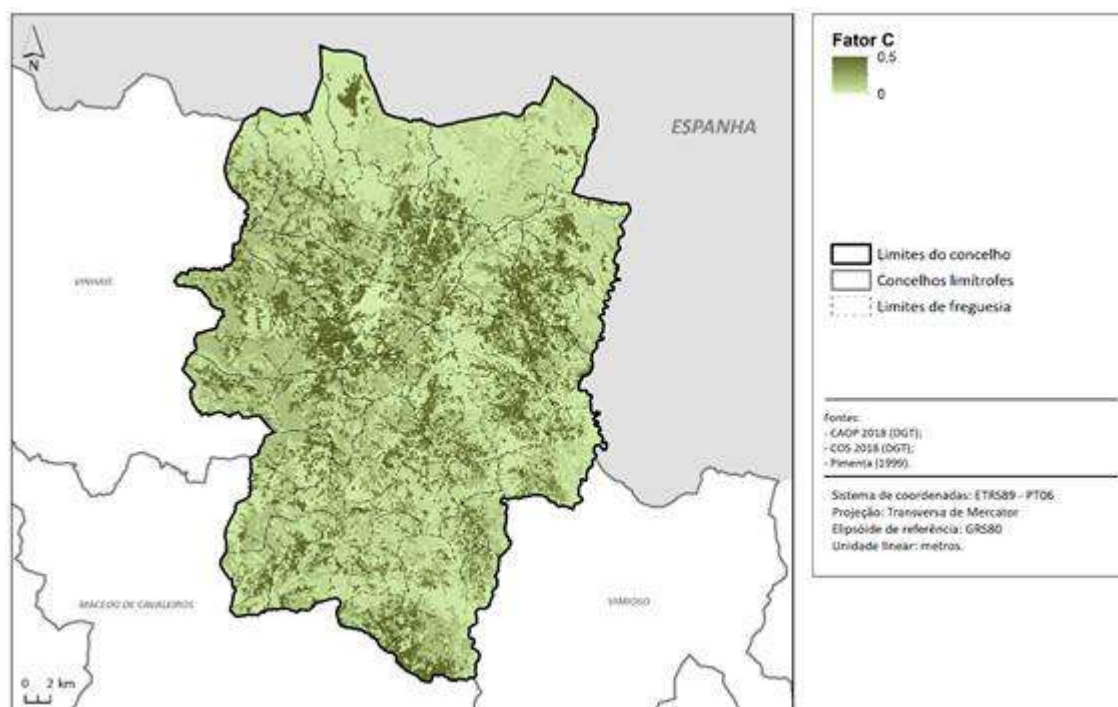 N
ESPANHA
VINHAIS
MACEDO DE CAVALEIROS
VIMIOSO
0 2 km
Fator C
0.5
0
Limites do concelho
Concelhos limítrofes
Limites de freguesia
Fontes:
- CAOP 2018 (DGT);
- COS 2018 (DGT);
- Pimenta (1999).
Sistema de coordenadas: ETRS89 - PT06
Projeção: Transversa de Mercator
Elipsóide de referência: GRS80
Unidade linear: metros.